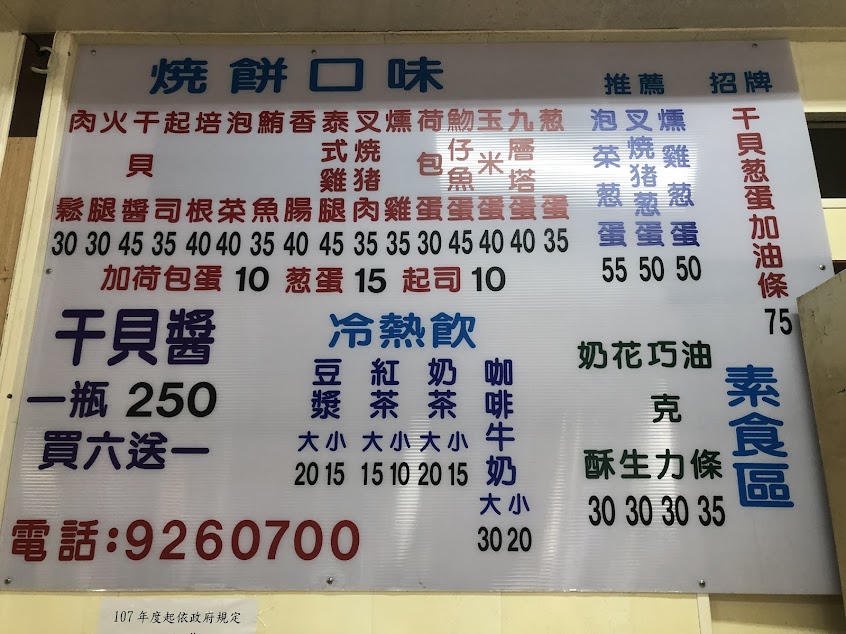 燒餅口味
肉鬆 30
火腿 30
干貝醬 45
起司 35
培根 40
泡菜 40
鮪魚 35
香腸 40
泰式雞腿 45
叉燒豬肉 35
燻雞 35
荷包蛋 30
魩仔魚蛋 45
玉米蛋 40
九層塔蛋 40
葱蛋 35
加荷包蛋 10 葱蛋 15 起司 10
推薦
泡菜葱蛋 55
叉燒豬葱蛋 50
燻雞葱蛋 50
招牌
干貝葱蛋加油條 75
干貝醬
一瓶 250
買六送一
冷熱飲
豆漿 大 20 小 15
紅茶 大 15 小 10
奶茶 大 20 小 15
咖啡牛奶 大 30 小 20
素食區
奶酥 30
花生 30
巧克力 30
油條 35
電話:9260700
107年度起依政府規定